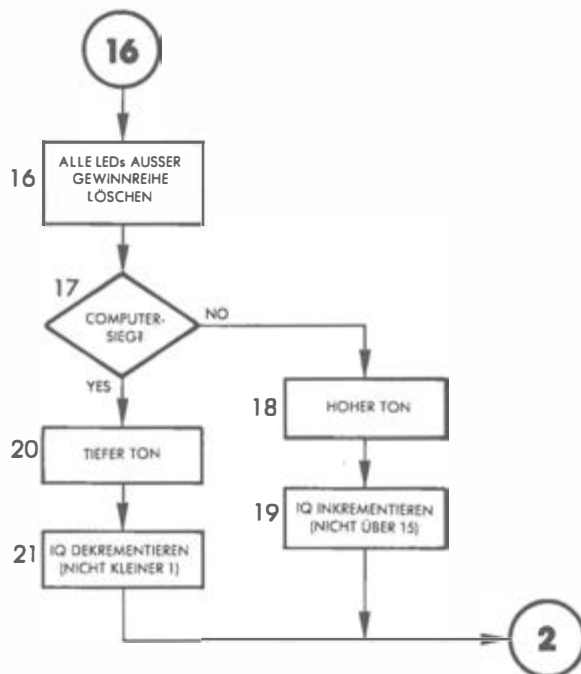 16
16
ALLE LEDs AUSSER
GEWINNREIHE
LÖSCHEN
17
COMPUTER-
SIEG?
NO
YES
18
HOHER TON
20
TIEFER TON
19
IQ INKREMENTIEREN
(NICHT ÜBER 15)
21
IQ DEKREMENTIEREN
(NICHT KLEINER 1)
2